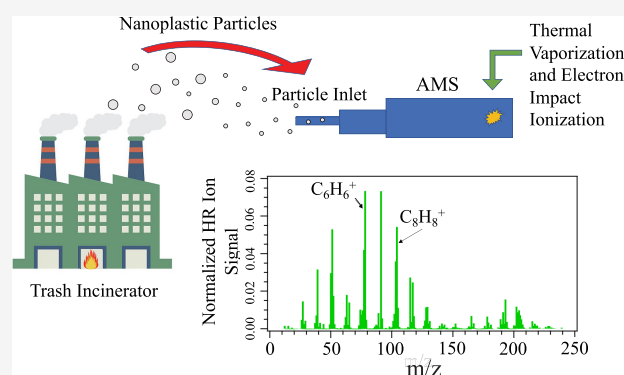 Nanoplastic Particles
Thermal
Vaporization
and Electron
Impact
Ionization
Particle Inlet
AMS
Trash Incinerator
Normalized HR Ion
Signal
0.08
0.06
0.04
0.02
0.00
C₆H₆⁺
C₈H₈⁺
0
50
100
150
200
250
m/z
m/z